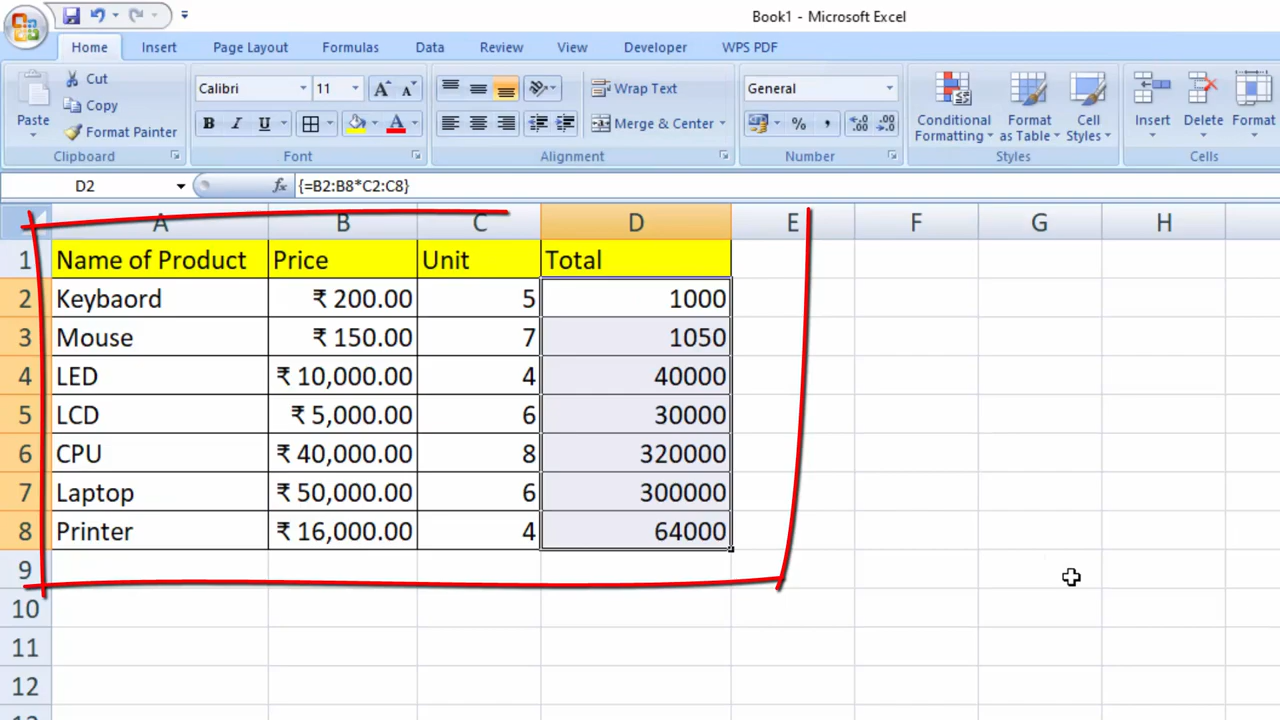 Book1 - Microsoft Excel
Home Insert Page Layout Formulas Data Review View Developer WPS PDF
Paste Cut Copy Format Painter Clipboard
Calibri 11 B I U Font
Wrap Text Merge & Center Alignment
General % , .00 .0 Number
Conditional Formatting Format as Table Cell Styles Styles
Insert Delete Format Cells
D2 fx {=B2:B8*C2:C8}
A B C D E F G H
1 Name of Product Price Unit Total
2 Keybaord ₹ 200.00 5 1000
3 Mouse ₹ 150.00 7 1050
4 LED ₹ 10,000.00 4 40000
5 LCD ₹ 5,000.00 6 30000
6 CPU ₹ 40,000.00 8 320000
7 Laptop ₹ 50,000.00 6 300000
8 Printer ₹ 16,000.00 4 64000
9
10
11
12